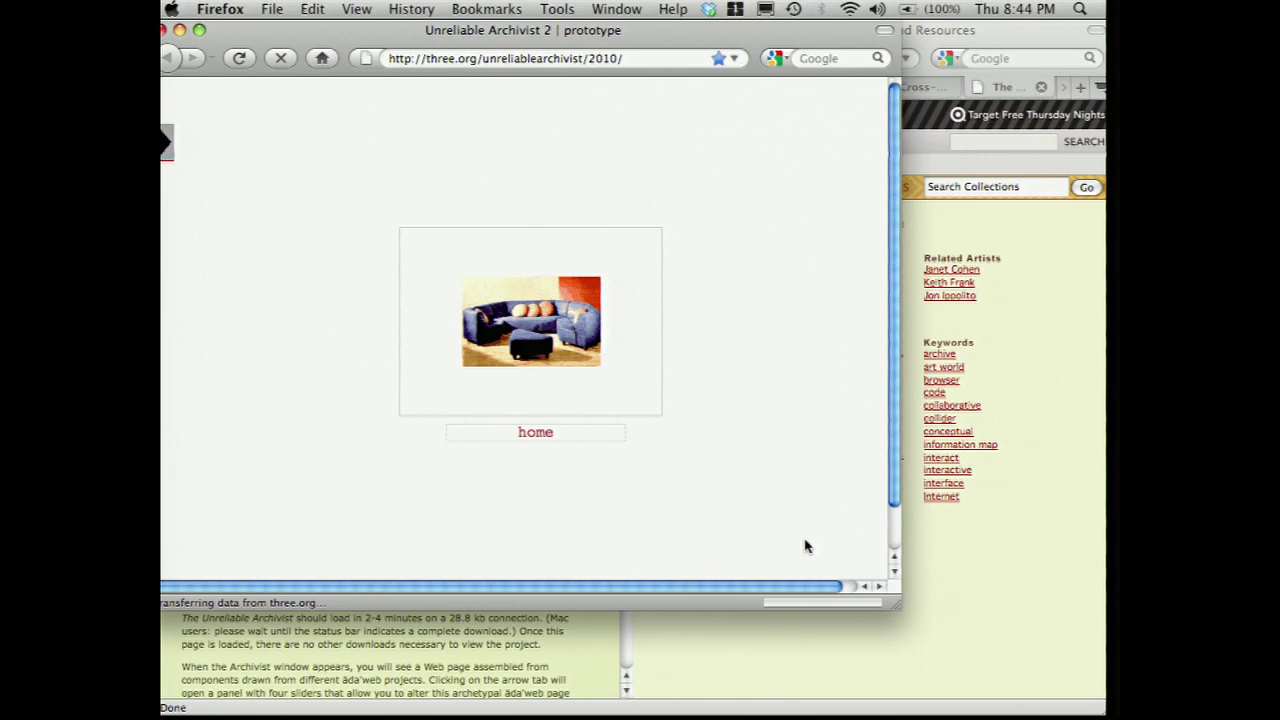 Firefox File Edit View History Bookmarks Tools Window Help (100%) Thu 8:44 PM
Unreliable Archivist 2 | prototype
d Resources
http://three.org/unreliablearchivist/2010/
Google
Google
Cross-...
The ...
Target Free Thursday Nights
SEARCH
S
Search Collections
Go
home
Related Artists
Janet Cohen
Keith Frank
Jon Ippolito
Keywords
archive
art world
browser
code
collaborative
collider
conceptual
information map
interact
interactive
interface
Internet
ransferring data from three.org...
The Unreliable Archivist should load in 2-4 minutes on a 28.8 kb connection. (Mac
users: please wait until the status bar indicates a complete download.) Once this
page is loaded, there are no other downloads necessary to view the project.
When the Archivist window appears, you will see a Web page assembled from
components drawn from different äda'web projects. Clicking on the arrow tab will
open a panel with four sliders that allow you to alter this archetypal äda'web page
Done